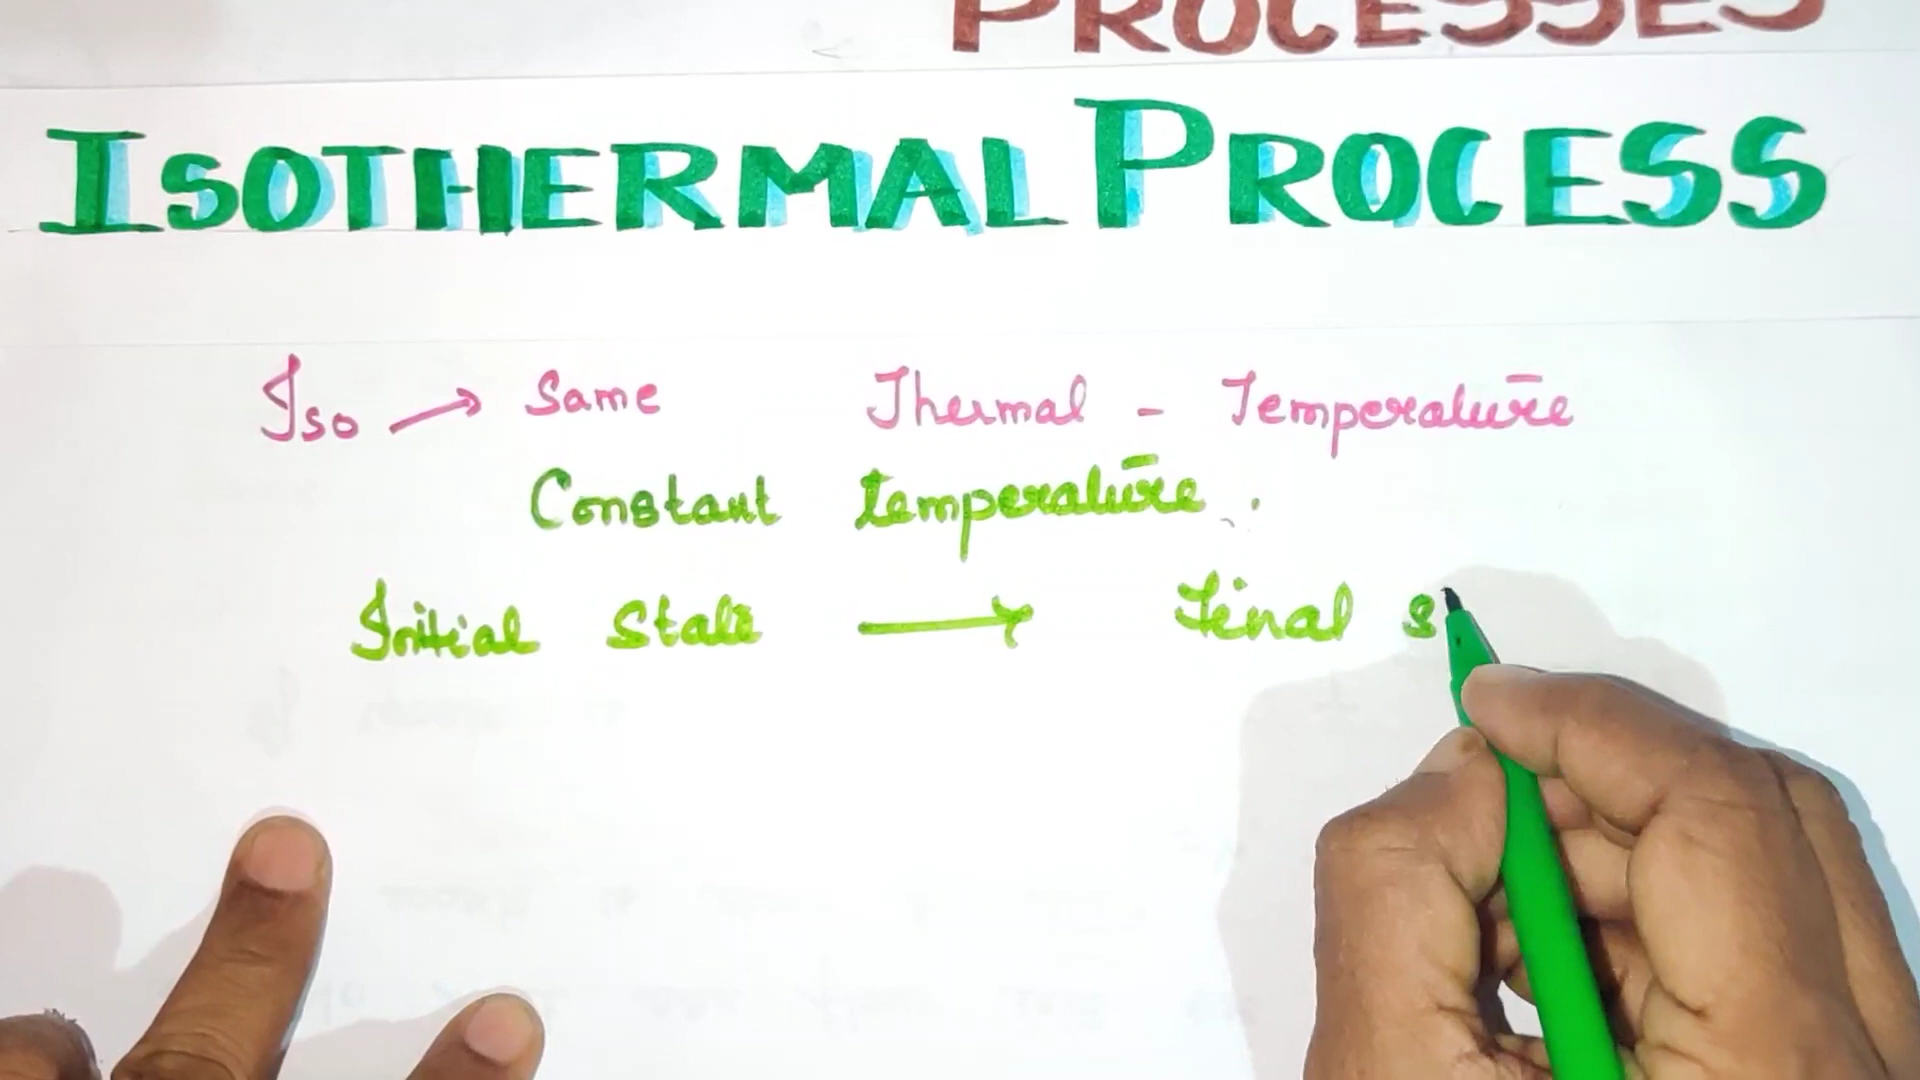 PROCESSES
ISOTHERMAL PROCESS
Iso → Same Thermal - Temperature
Constant temperature.
Initial State → Final s